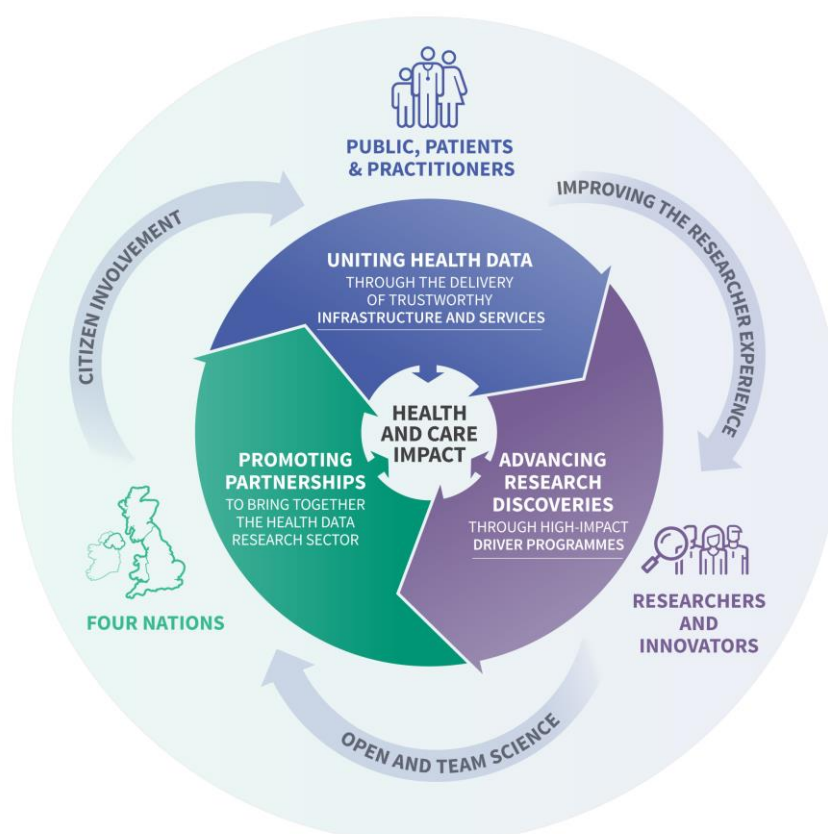 PUBLIC, PATIENTS
& PRACTITIONERS
IMPROVING THE RESEARCHER EXPERIENCE
CITIZEN INVOLVEMENT
UNITING HEALTH DATA
THROUGH THE DELIVERY
OF TRUSTWORTHY
INFRASTRUCTURE AND SERVICES
HEALTH
AND CARE
IMPACT
PROMOTING
PARTNERSHIPS
TO BRING TOGETHER
THE HEALTH DATA
RESEARCH SECTOR
ADVANCING
RESEARCH
DISCOVERIES
THROUGH HIGH-IMPACT
DRIVER PROGRAMMES
FOUR NATIONS
RESEARCHERS
AND
INNOVATORS
OPEN AND TEAM SCIENCE